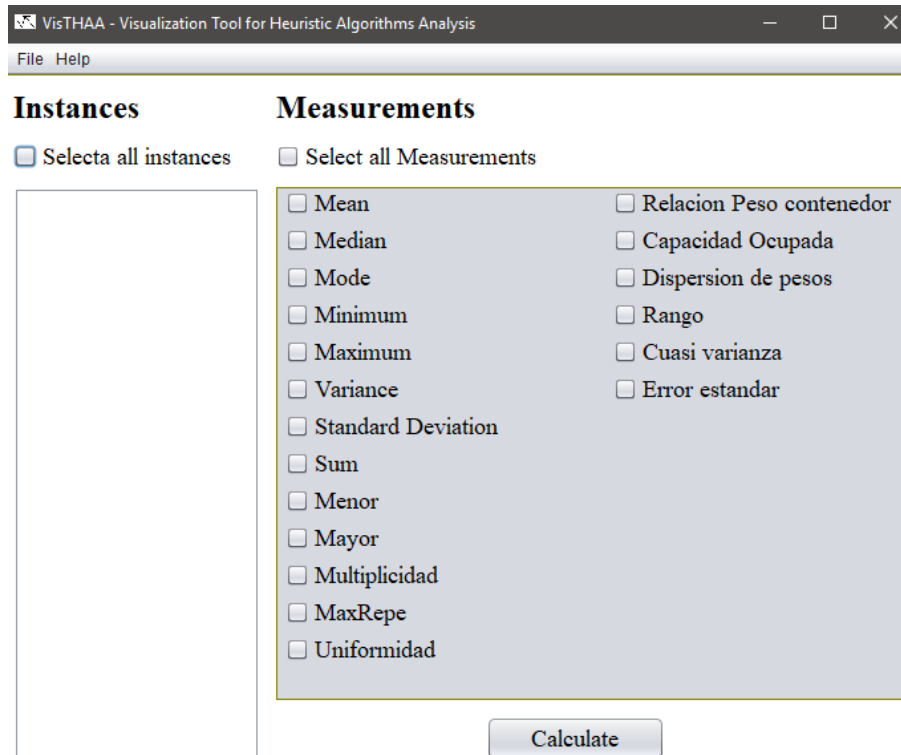 VisTHAA - Visualization Tool for Heuristic Algorithms Analysis
File Help
Instances
Selecta all instances
Measurements
Select all Measurements
Mean
Median
Mode
Minimum
Maximum
Variance
Standard Deviation
Sum
Menor
Mayor
Multiplicidad
MaxRepe
Uniformidad
Relacion Peso contenedor
Capacidad Ocupada
Dispersion de pesos
Rango
Cuasi varianza
Error estandar
Calculate